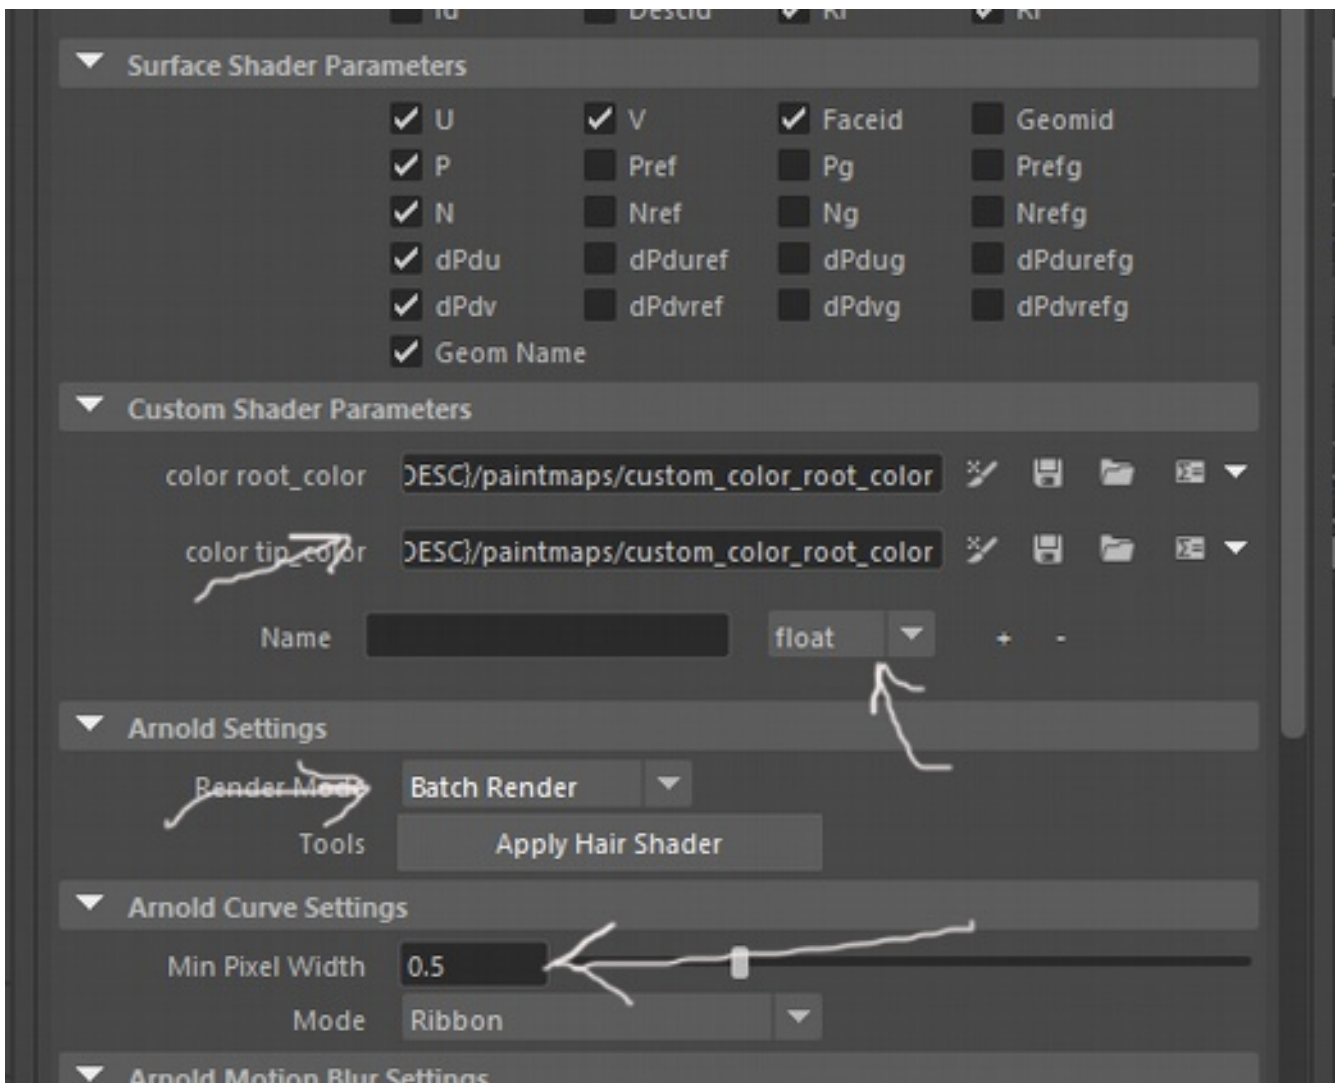 Id Descid
Surface Shader Parameters
U V Faceid Geomid
P Pref Pg Prefg
N Nref Ng Nrefg
dPdu dPduref dPdug dPdurefg
dPdv dPdvref dPdvg dPdvrefg
Geom Name
Custom Shader Parameters
color root_color DESC}/paintmaps/custom_color_root_color
color tip_color DESC}/paintmaps/custom_color_root_color
Name float + -
Arnold Settings
Render Mode Batch Render
Tools Apply Hair Shader
Arnold Curve Settings
Min Pixel Width 0.5
Mode Ribbon
Arnold Motion Blur Settings